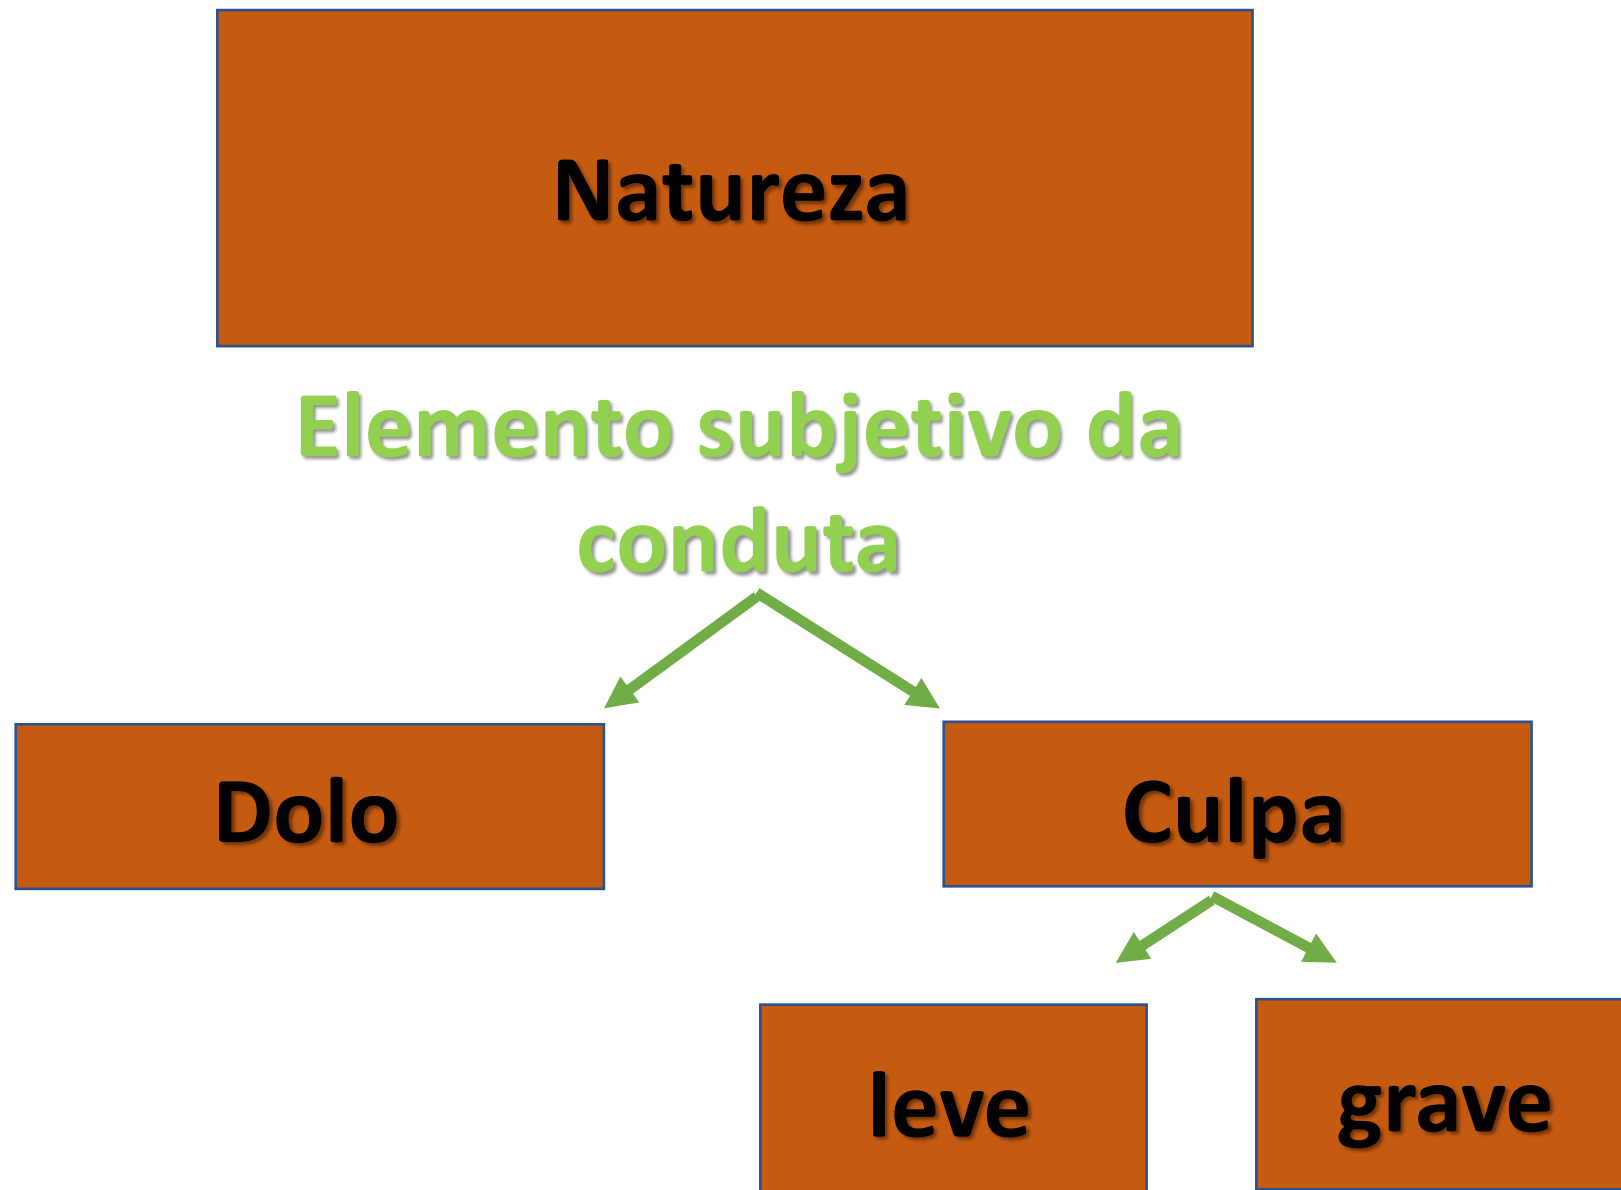 Natureza
Elemento subjetivo da
conduta
Dolo
Culpa
leve
grave